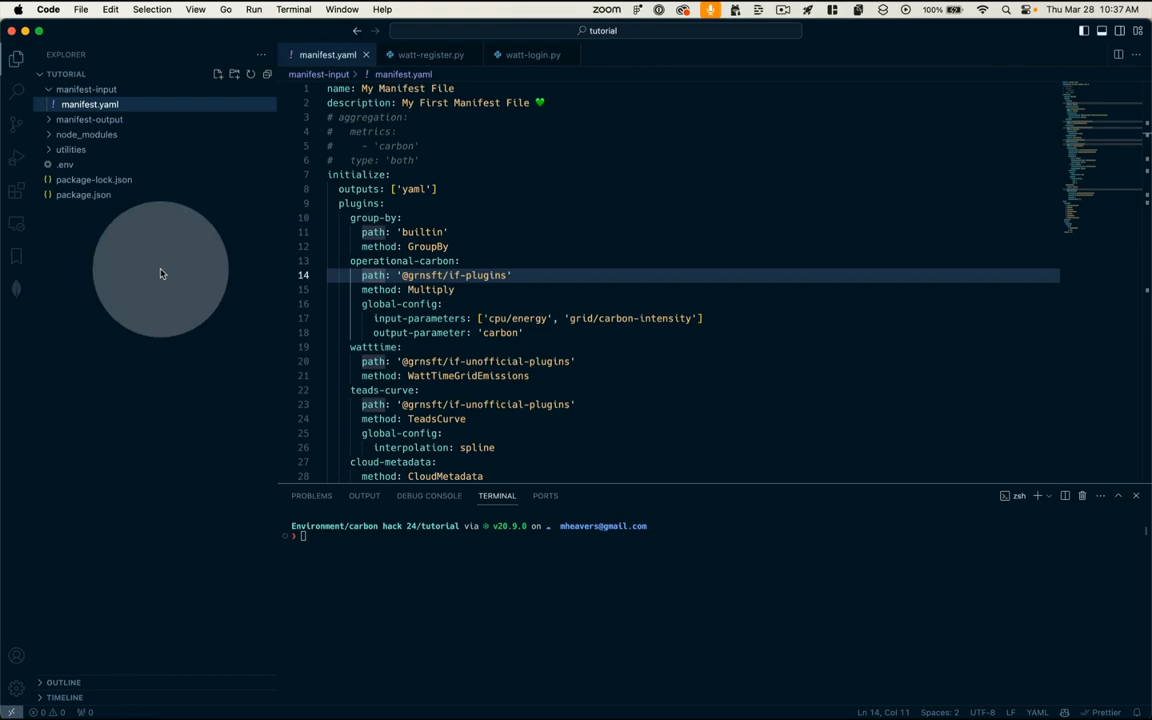 Code File Edit Selection View Go Run Terminal Window Help zoom 100% Thu Mar 28 10:37 AM
tutorial
EXPLORER
manifest.yaml watt-register.py watt-login.py
TUTORIAL
manifest-input > manifest.yaml
manifest-input
manifest.yaml
manifest-output
node_modules
utilities
.env
package-lock.json
package.json
1 name: My Manifest File
2 description: My First Manifest File 💚
3 # aggregation:
4 #   metrics:
5 #     - 'carbon'
6 #   type: 'both'
7 initialize:
8   outputs: ['yaml']
9   plugins:
10     group-by:
11       path: 'builtin'
12       method: GroupBy
13     operational-carbon:
14       path: '@grnsft/if-plugins'
15       method: Multiply
16       global-config:
17         input-parameters: ['cpu/energy', 'grid/carbon-intensity']
18         output-parameter: 'carbon'
19     watttime:
20       path: '@grnsft/if-unofficial-plugins'
21       method: WattTimeGridEmissions
22     teads-curve:
23       path: '@grnsft/if-unofficial-plugins'
24       method: TeadsCurve
25       global-config:
26         interpolation: spline
27     cloud-metadata:
28       method: CloudMetadata
PROBLEMS OUTPUT DEBUG CONSOLE TERMINAL PORTS zsh
Environment/carbon hack 24/tutorial via v20.9.0 on mheavers@gmail.com
❯
OUTLINE
TIMELINE
0 0 0 Ln 14, Col 11 Spaces: 2 UTF-8 LF YAML Prettier